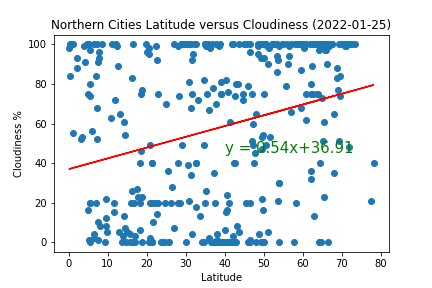 Northern Cities Latitude versus Cloudiness (2022-01-25)
100
80
60
40
20
0
Cloudiness %
y = 0.54x+36.91
0 10 20 30 40 50 60 70 80
Latitude